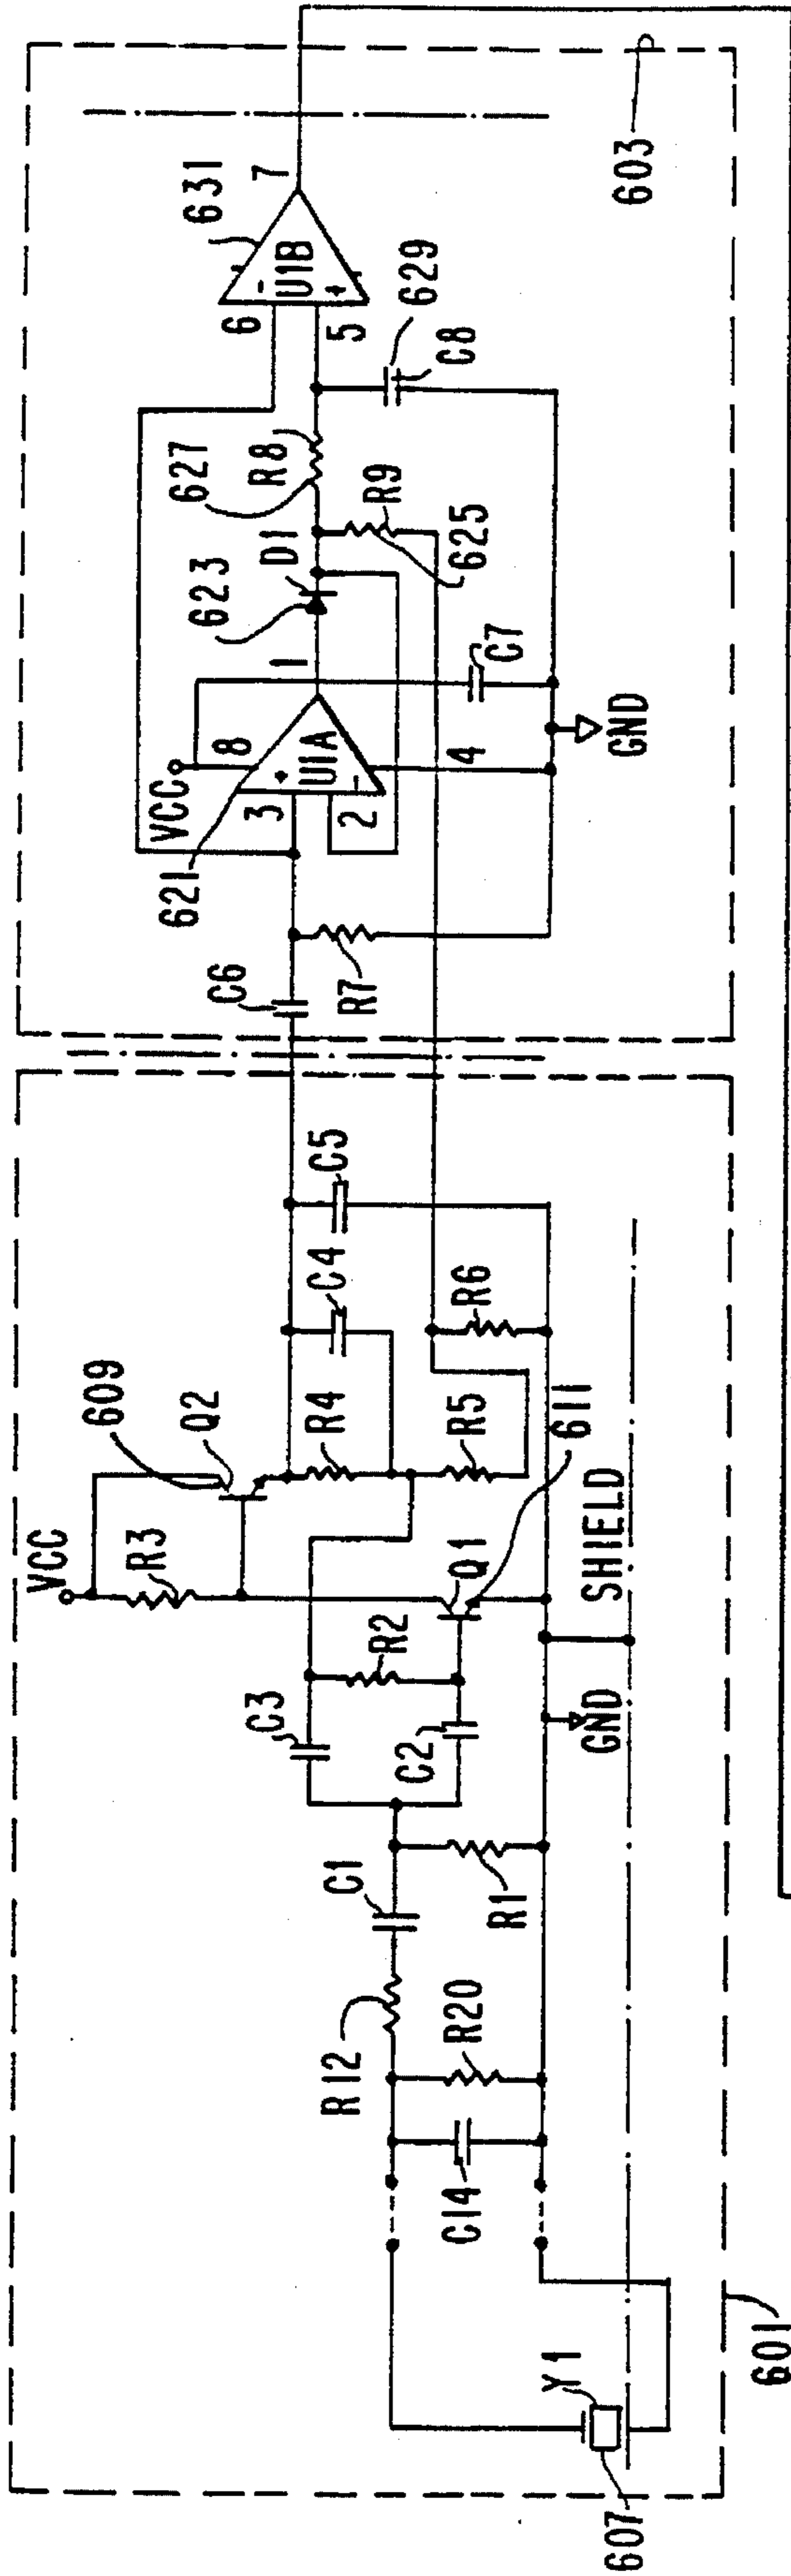 VCC
R3
609
Q2
C3
R2
C2
Q1
611
R4
C4
C5
R5
R6
R12
C1
R1
R20
C14
GND
SHIELD
Y1
607
601
C6
R7
621
VCC
8
3
+
U1A
2
-
1
4
623
D1
C7
GND
627
R8
R9
625
631
6
-
U1B
+
5
7
629
C8
603